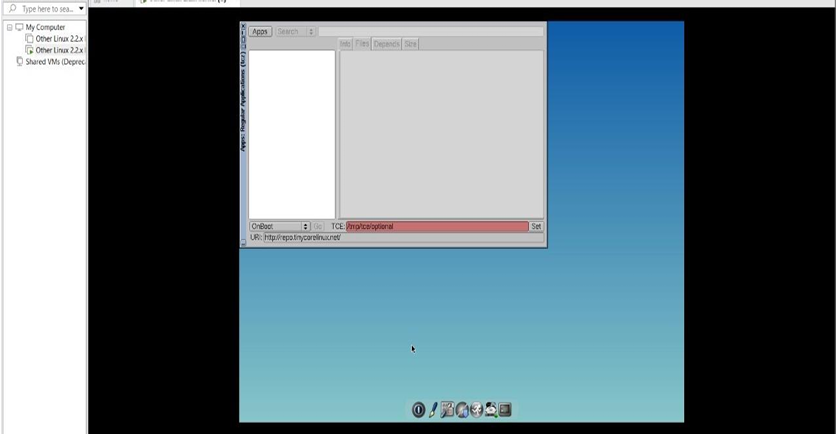 Type here to sea...
My Computer
Other Linux 2.2.x
Other Linux 2.2.x
Shared VMs (Deprec
Apps: Regular Applications (tcz)
Apps
Search
Info
Files
Depends
Size
OnBoot
Go
TCE:
/tmp/tce/optional
Set
URI:
http://repo.tinycorelinux.net/